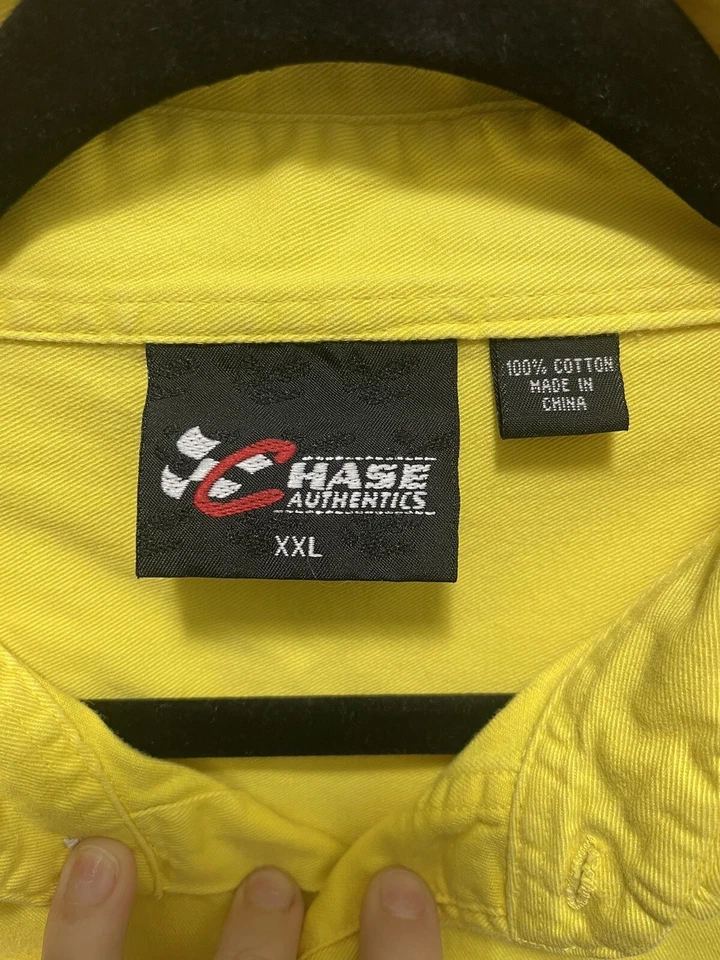 CHASE
AUTHENTICS
XXL
100% COTTON
MADE IN
CHINA